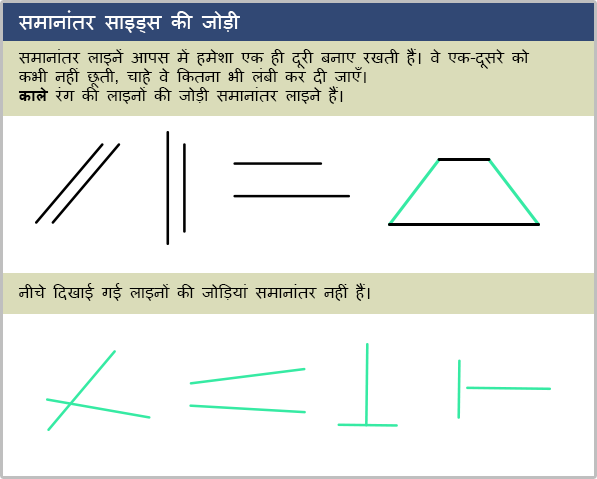 समानांतर साइड्स की जोड़ी
समानांतर लाइनें आपस में हमेशा एक ही दूरी बनाए रखती हैं। वे एक-दूसरे को
कभी नहीं छूती, चाहे वे कितना भी लंबी कर दी जाएँ।
काले रंग की लाइनों की जोड़ी समानांतर लाइने हैं।
नीचे दिखाई गई लाइनों की जोड़ियां समानांतर नहीं हैं।